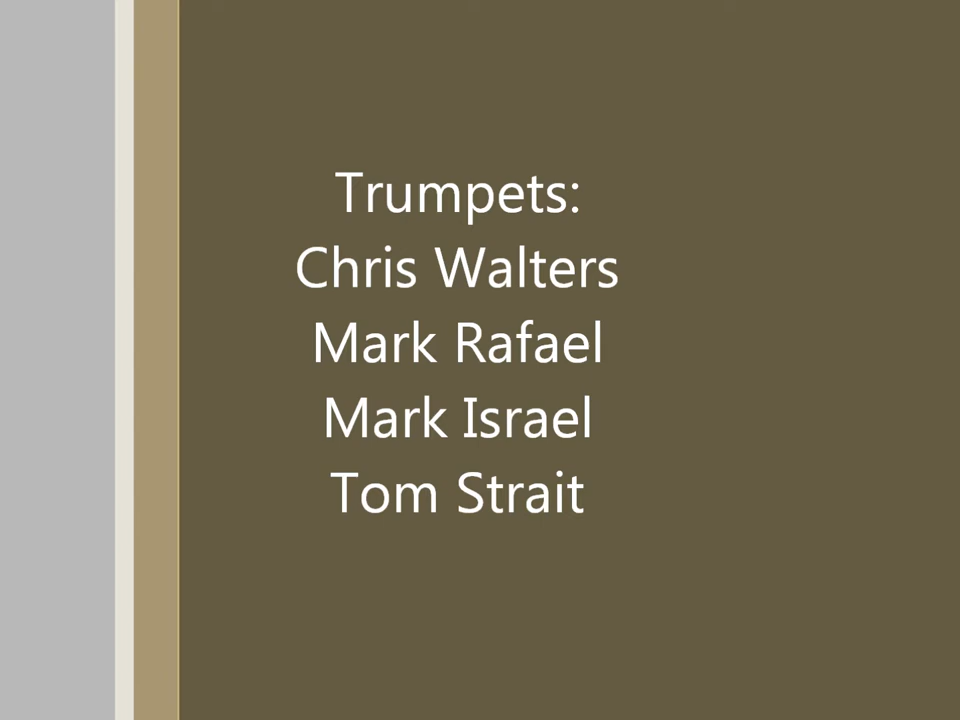 Trumpets:
Chris Walters
Mark Rafael
Mark Israel
Tom Strait